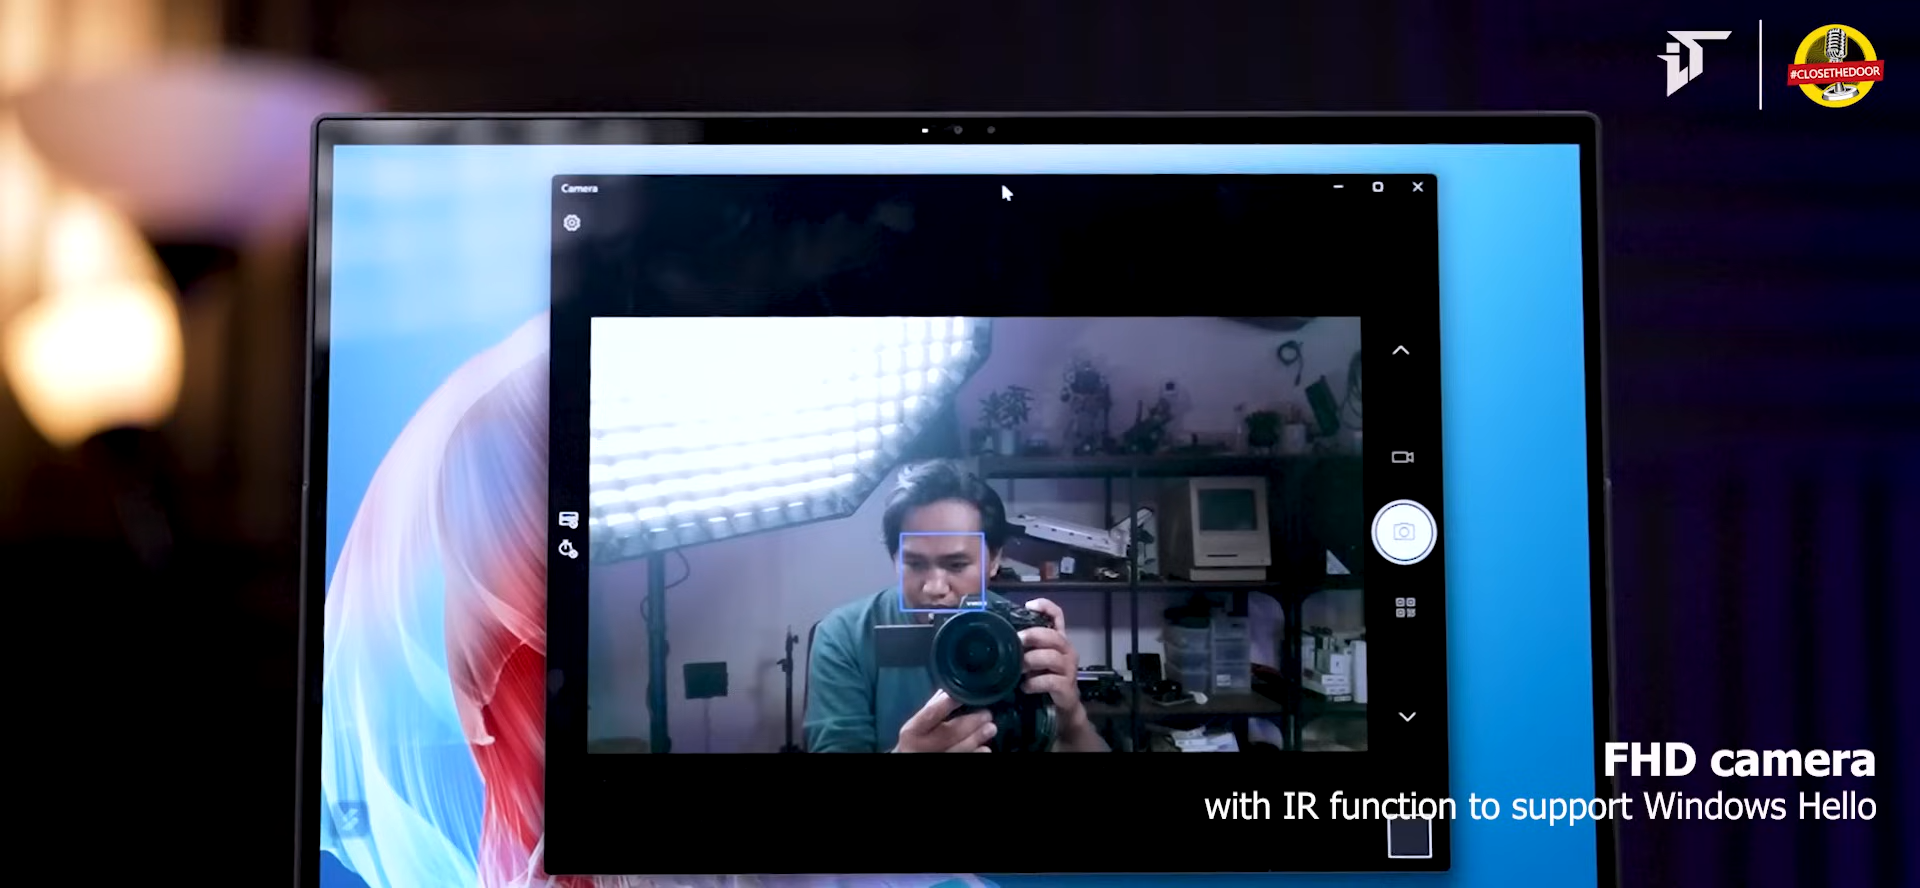 #CLOSETHEDOOR
Camera
FHD camera
with IR function to support Windows Hello